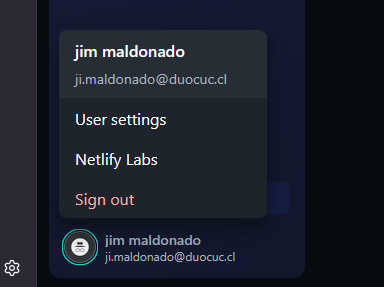 jim maldonado
ji.maldonado@duocuc.cl
User settings
Netlify Labs
Sign out
jim maldonado
ji.maldonado@duocuc.cl